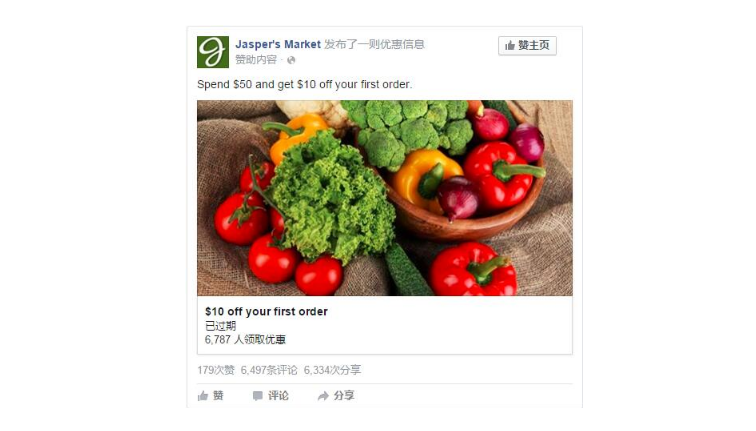 Jasper's Market 发布了一则优惠信息
赞主页
赞助内容 ·
Spend $50 and get $10 off your first order.
$10 off your first order
已过期
6,787 人领取优惠
179次赞 6,497条评论 6,334次分享
赞 评论 分享